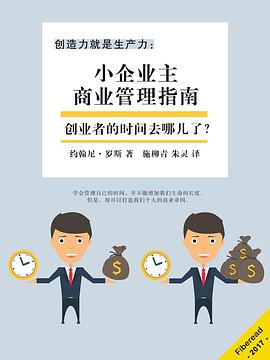 创造力就是生产力：
小企业主
商业管理指南
创业者的时间去哪儿了？
约翰尼·罗斯 著 施柳青 朱灵 译
学会管理自己的时间，并不能增加我们生命的长度。
但是，却可以打造我们个人的商业帝国。
$
$
Fiberead
- 2017 -